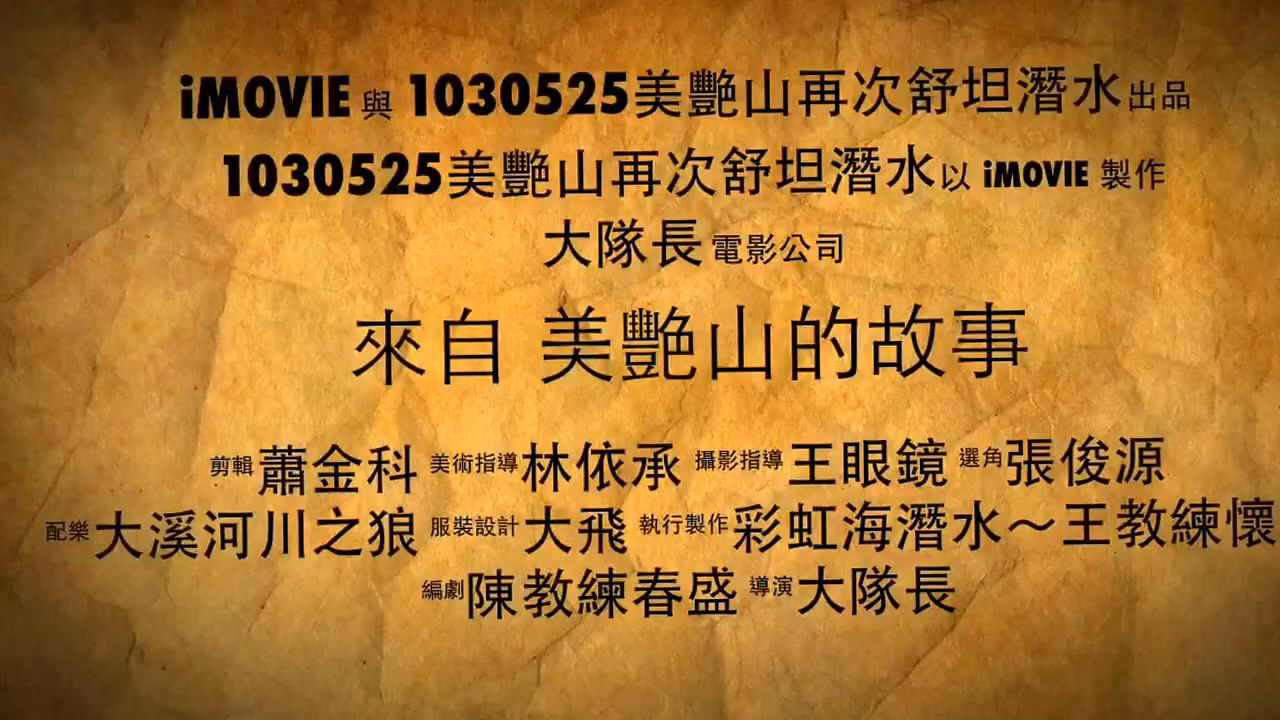 iMOVIE 與 1030525美艷山再次舒坦潛水出品
1030525美艷山再次舒坦潛水以 iMOVIE 製作
大隊長電影公司
來自 美艷山的故事
剪輯蕭金科 美術指導林依承 攝影指導王眼鏡 選角張俊源
配樂大溪河川之狼 服裝設計大飛 執行製作彩虹海潛水～王教練懷
編劇陳教練春盛 導演大隊長